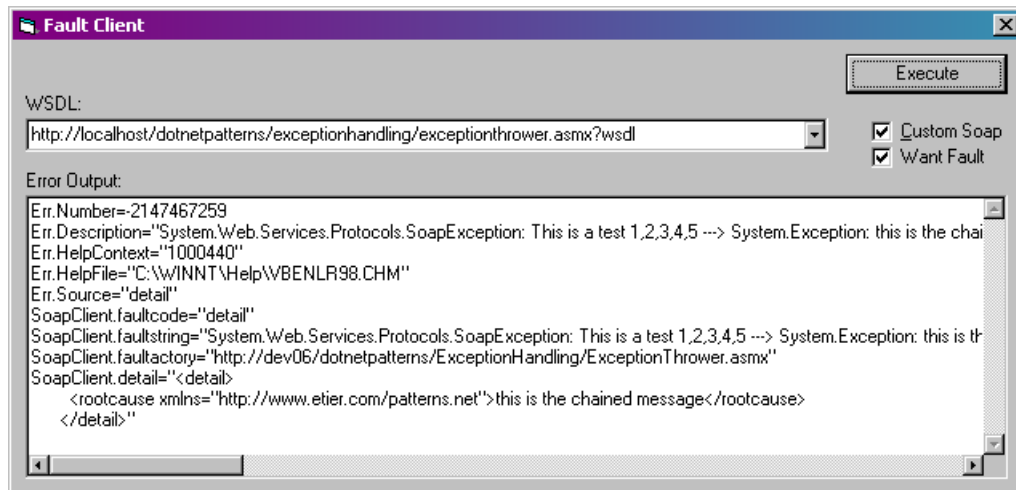 Fault Client
Execute
WSDL:
http://localhost/dotnetpatterns/exceptionhandling/exceptionthrower.asmx?wsdl
Custom Soap
Want Fault
Error Output:
Err.Number=-2147467259
Err.Description="System.Web.Services.Protocols.SoapException: This is a test 1,2,3,4,5 ---> System.Exception: this is the chai
Err.HelpContext="1000440"
Err.HelpFile="C:\WINNT\Help\VBENLR98.CHM"
Err.Source="detail"
SoapClient.faultcode="detail"
SoapClient.faultstring="System.Web.Services.Protocols.SoapException: This is a test 1,2,3,4,5 ---> System.Exception: this is th
SoapClient.faultactory="http://dev06/dotnetpatterns/ExceptionHandling/ExceptionThrower.asmx"
SoapClient.detail="<detail>
<rootcause xmlns="http://www.etier.com/patterns.net">this is the chained message</rootcause>
</detail>"